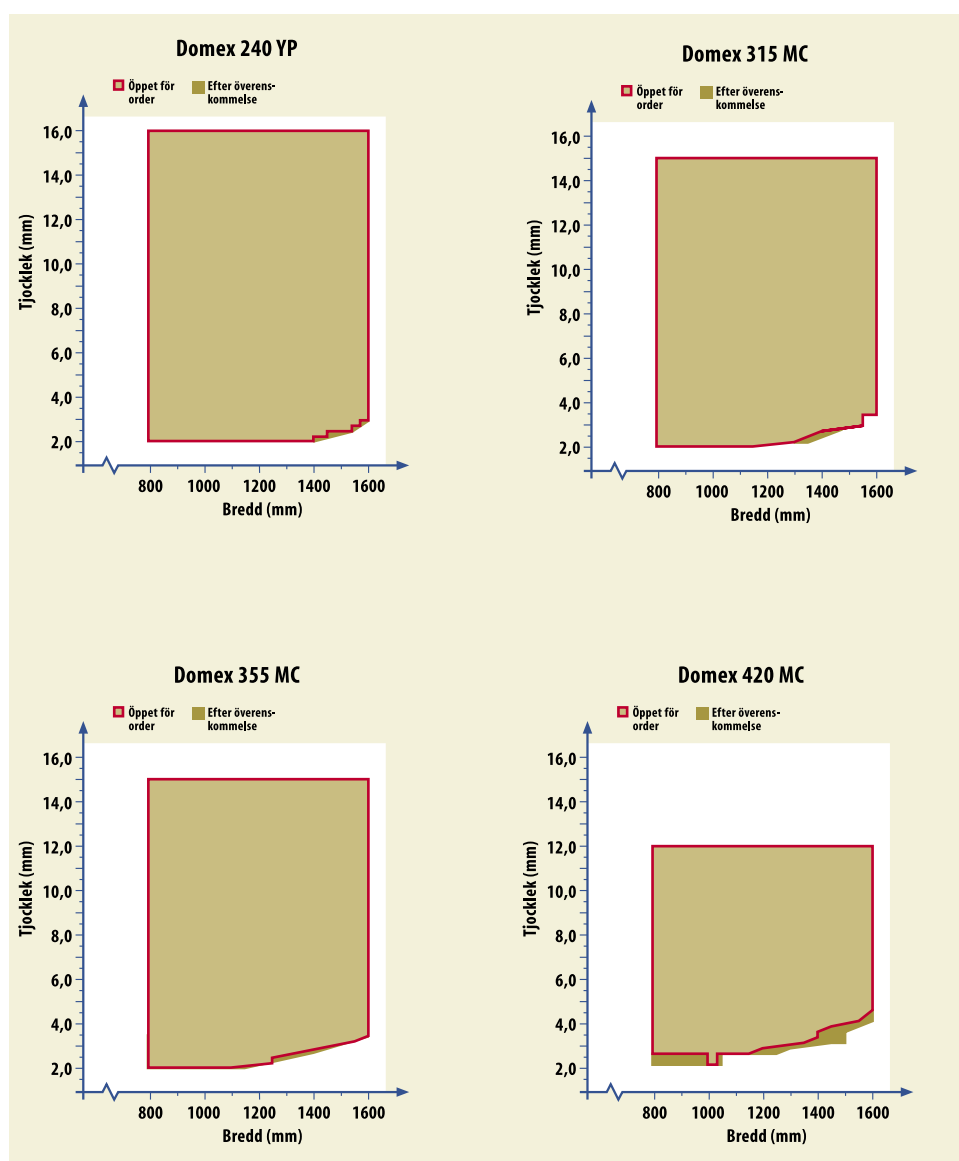 Domex 240 YP
Öppet för
order
Efter överens-
kommelse
Tjocklek (mm)
16,0
14,0
12,0
10,0
8,0
6,0
4,0
2,0
800 1000 1200 1400 1600
Bredd (mm)
Domex 315 MC
Öppet för
order
Efter överens-
kommelse
Tjocklek (mm)
16,0
14,0
12,0
10,0
8,0
6,0
4,0
2,0
800 1000 1200 1400 1600
Bredd (mm)
Domex 355 MC
Öppet för
order
Efter överens-
kommelse
Tjocklek (mm)
16,0
14,0
12,0
10,0
8,0
6,0
4,0
2,0
800 1000 1200 1400 1600
Bredd (mm)
Domex 420 MC
Öppet för
order
Efter överens-
kommelse
Tjocklek (mm)
16,0
14,0
12,0
10,0
8,0
6,0
4,0
2,0
800 1000 1200 1400 1600
Bredd (mm)